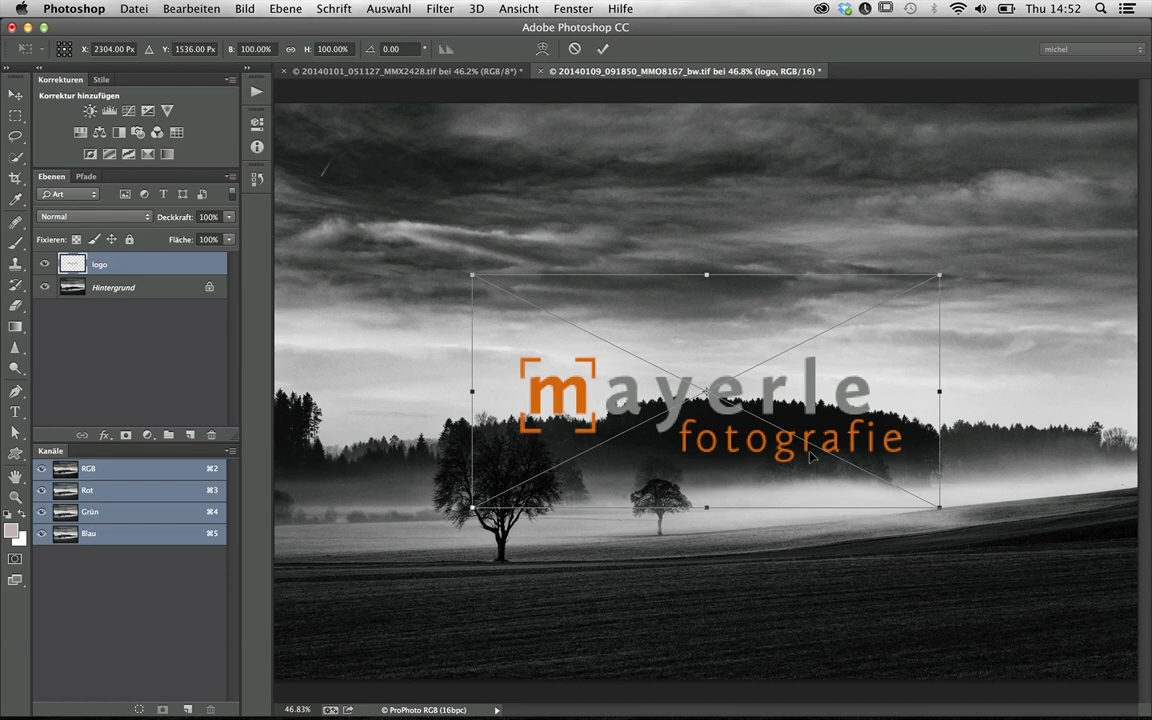 Photoshop Datei Bearbeiten Bild Ebene Schrift Auswahl Filter 3D Ansicht Fenster Hilfe Thu 14:52
Adobe Photoshop CC
X: 2304.00 Px Y: 1536.00 Px B: 100.00% H: 100.00% 0.00 michel
© 20140101_051127_MMX2428.tif bei 46.2% (RGB/8*) * © 20140109_091850_MMO8167_bw.tif bei 46.8% (logo, RGB/16) *
Korrekturen Stile
Korrektur hinzufügen
Ebenen Pfade
Art
Normal Deckkraft: 100%
Fixieren: Fläche: 100%
logo
Hintergrund
mayerle
fotografie
fx
Kanäle
RGB ⌘2
Rot ⌘3
Grün ⌘4
Blau ⌘5
46.83% © ProPhoto RGB (16bpc)